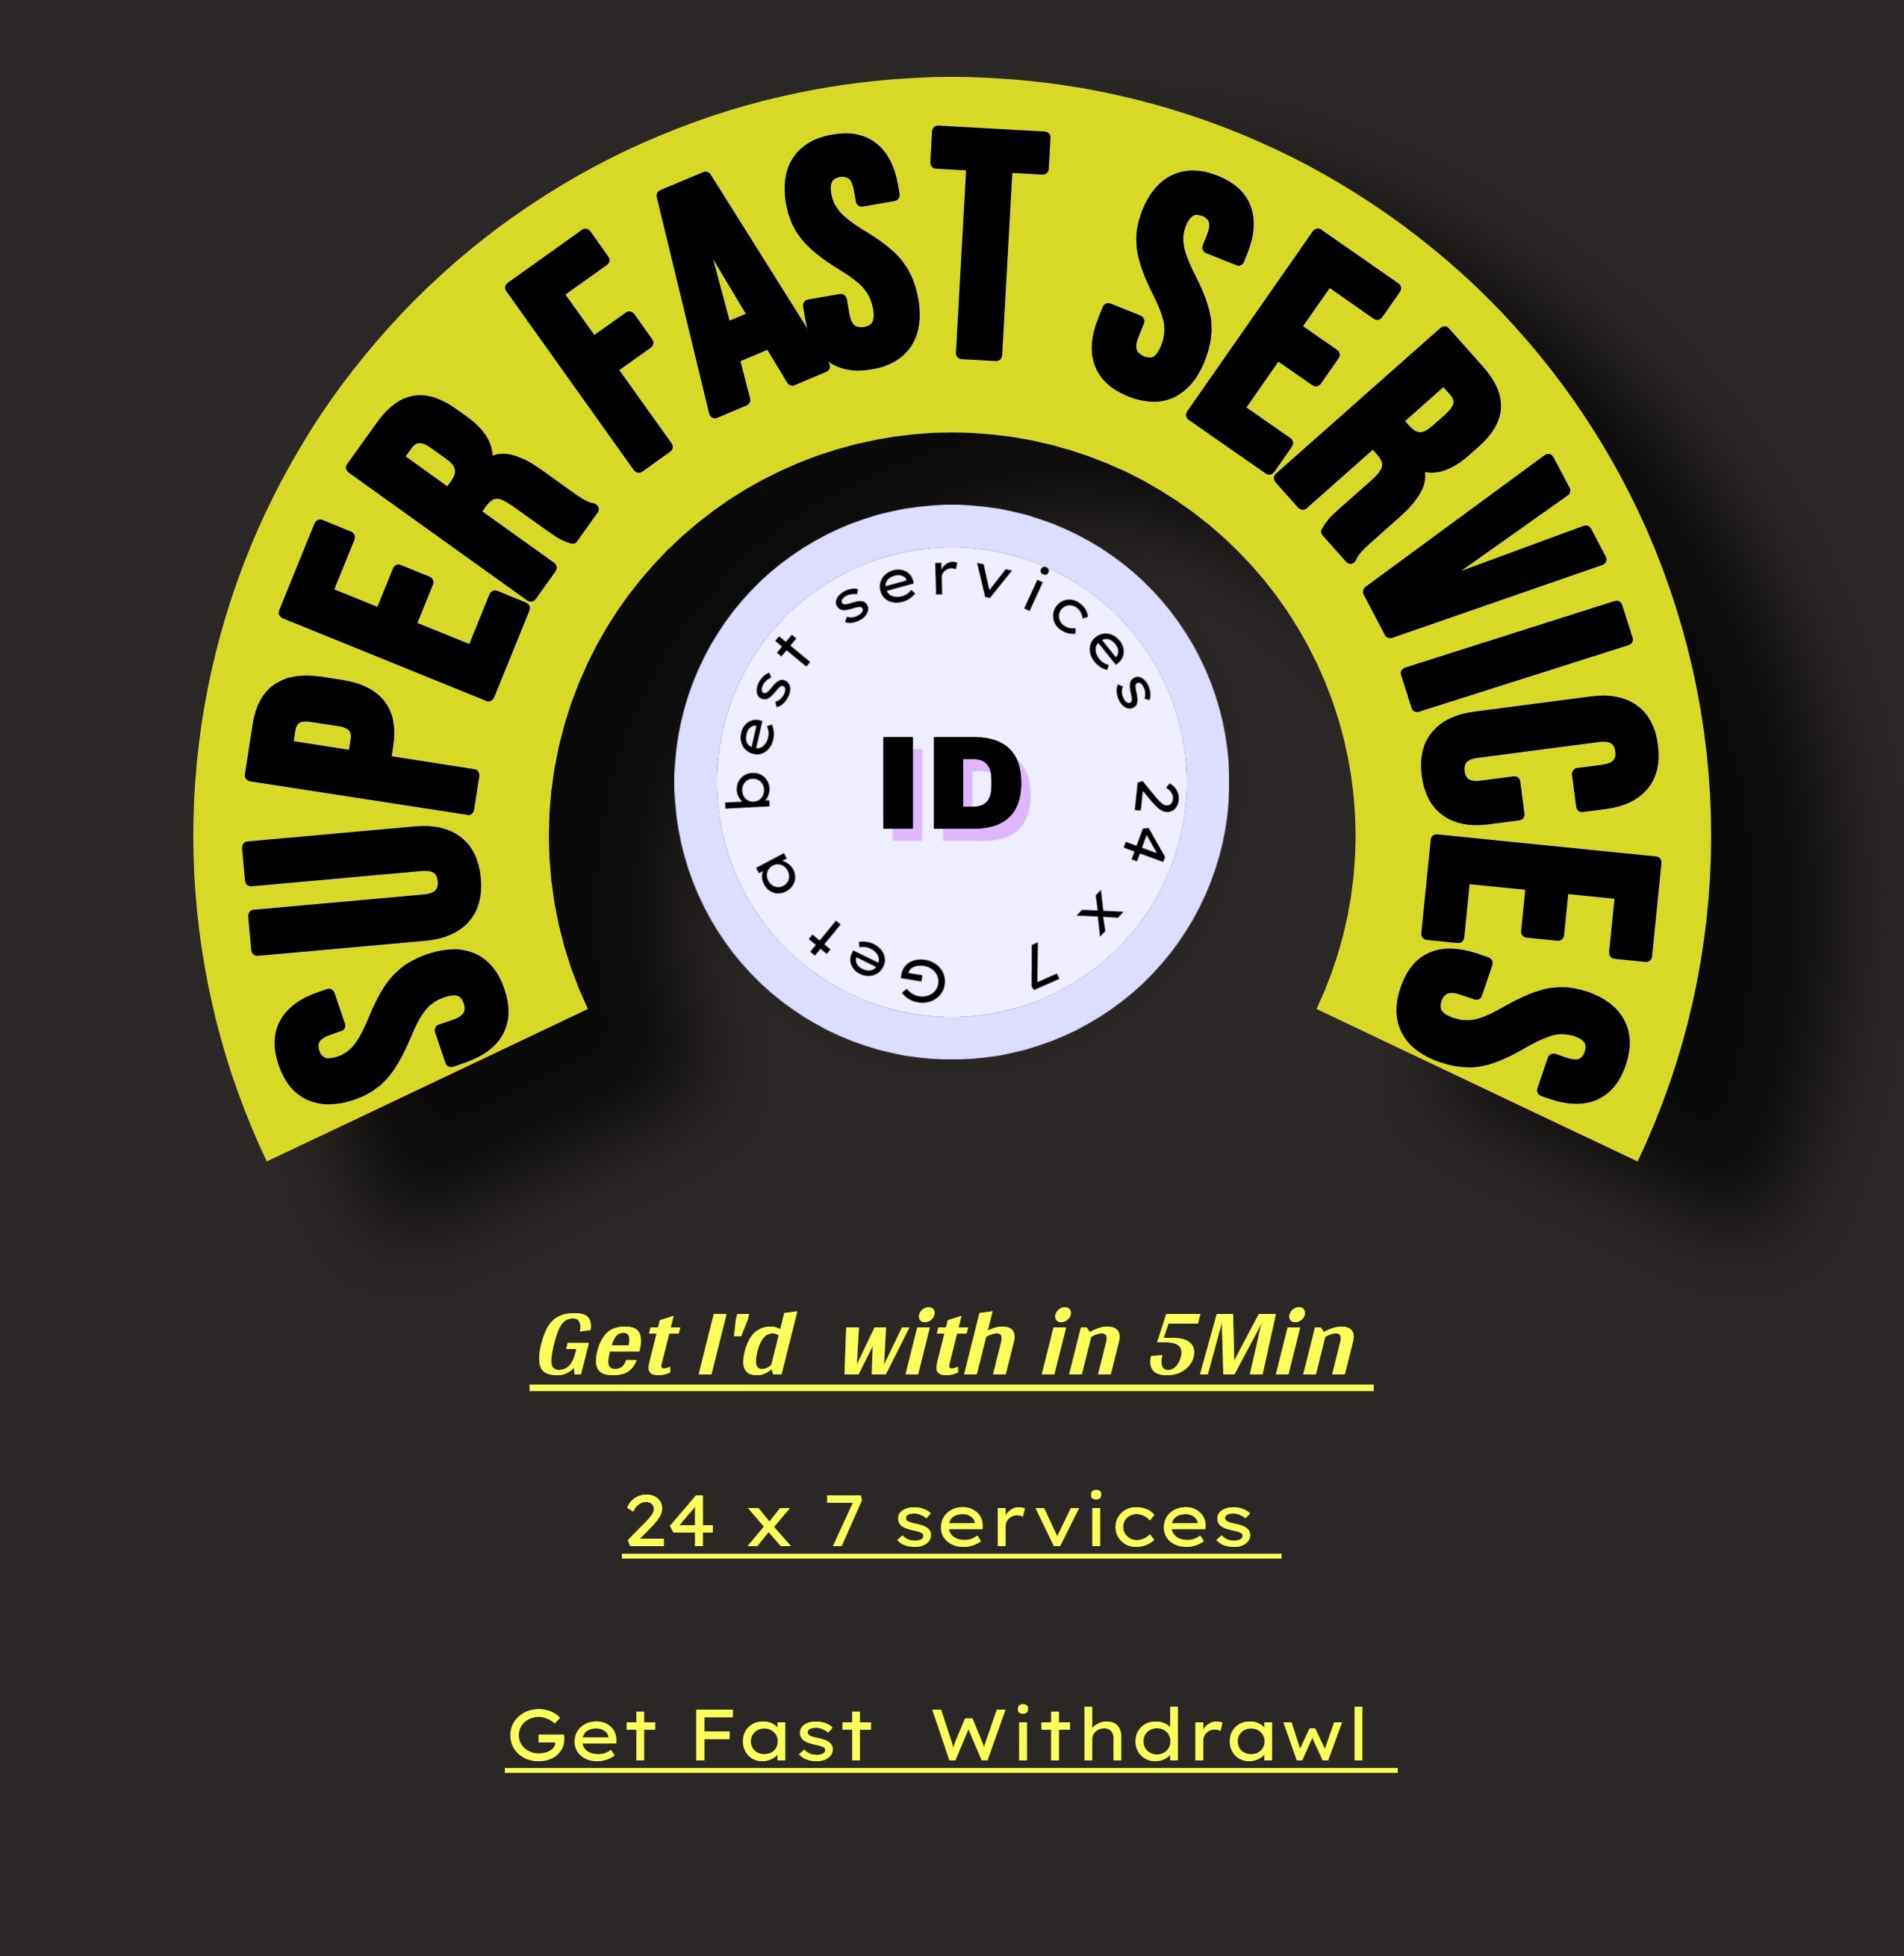 SUPER FAST SERVICES
Get a best services 24 x 7
ID
Get I'd with in 5Min
24 x 7 services
Get Fast Withdrawl